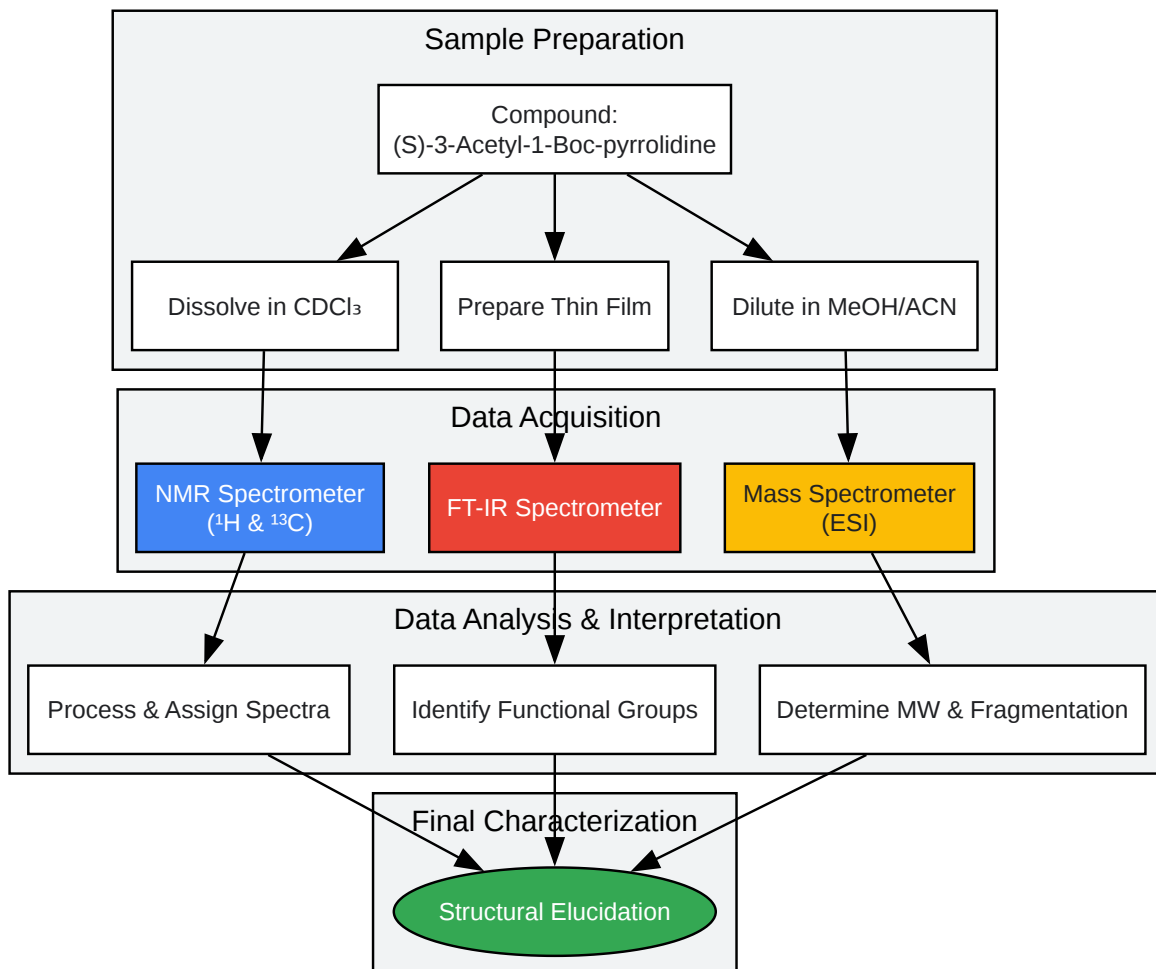 Sample Preparation
Compound:
(S)-3-Acetyl-1-Boc-pyrrolidine
Dissolve in CDCl₃
Prepare Thin Film
Dilute in MeOH/ACN
Data Acquisition
NMR Spectrometer
(¹H & ¹³C)
FT-IR Spectrometer
Mass Spectrometer
(ESI)
Data Analysis & Interpretation
Process & Assign Spectra
Identify Functional Groups
Determine MW & Fragmentation
Final Characterization
Structural Elucidation